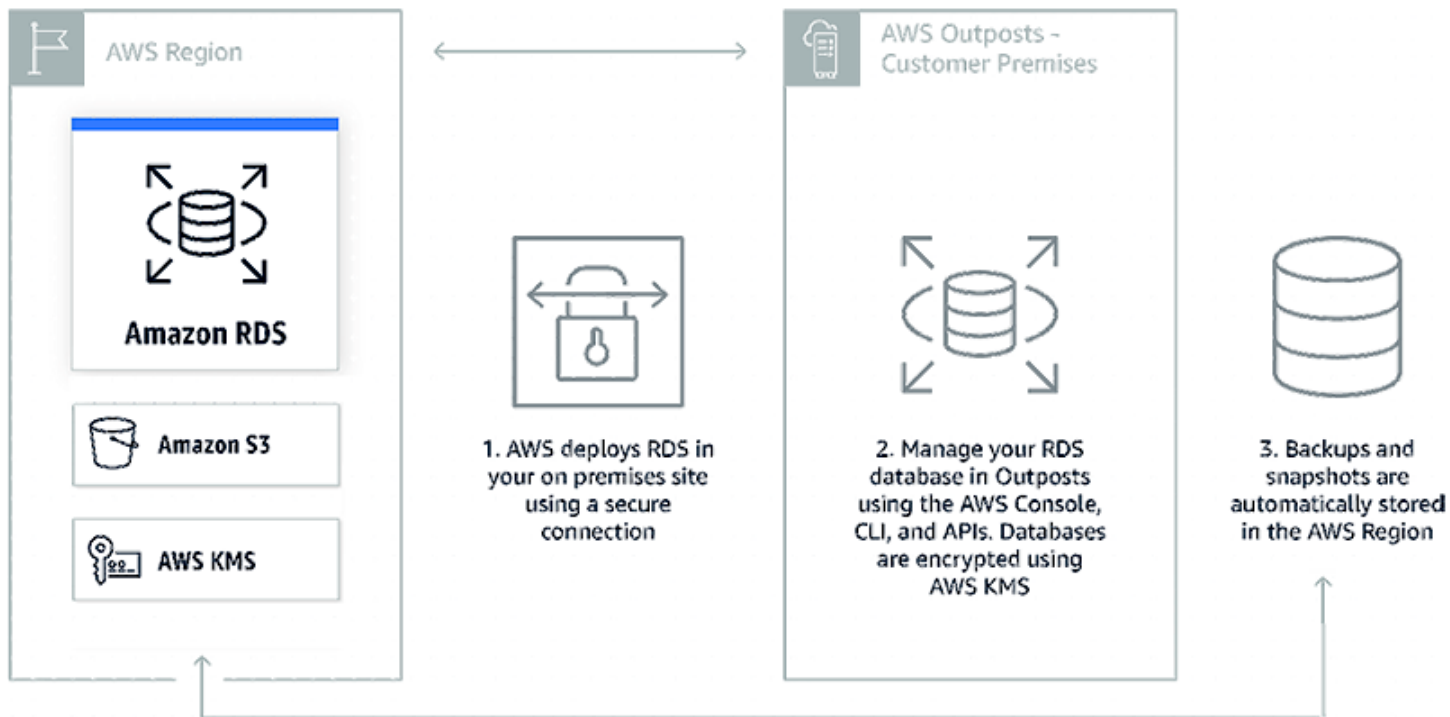 AWS Region
AWS Outposts -
Customer Premises
Amazon RDS
Amazon S3
AWS KMS
1. AWS deploys RDS in
your on premises site
using a secure
connection
2. Manage your RDS
database in Outposts
using the AWS Console,
CLI, and APIs. Databases
are encrypted using
AWS KMS
3. Backups and
snapshots are
automatically stored
in the AWS Region